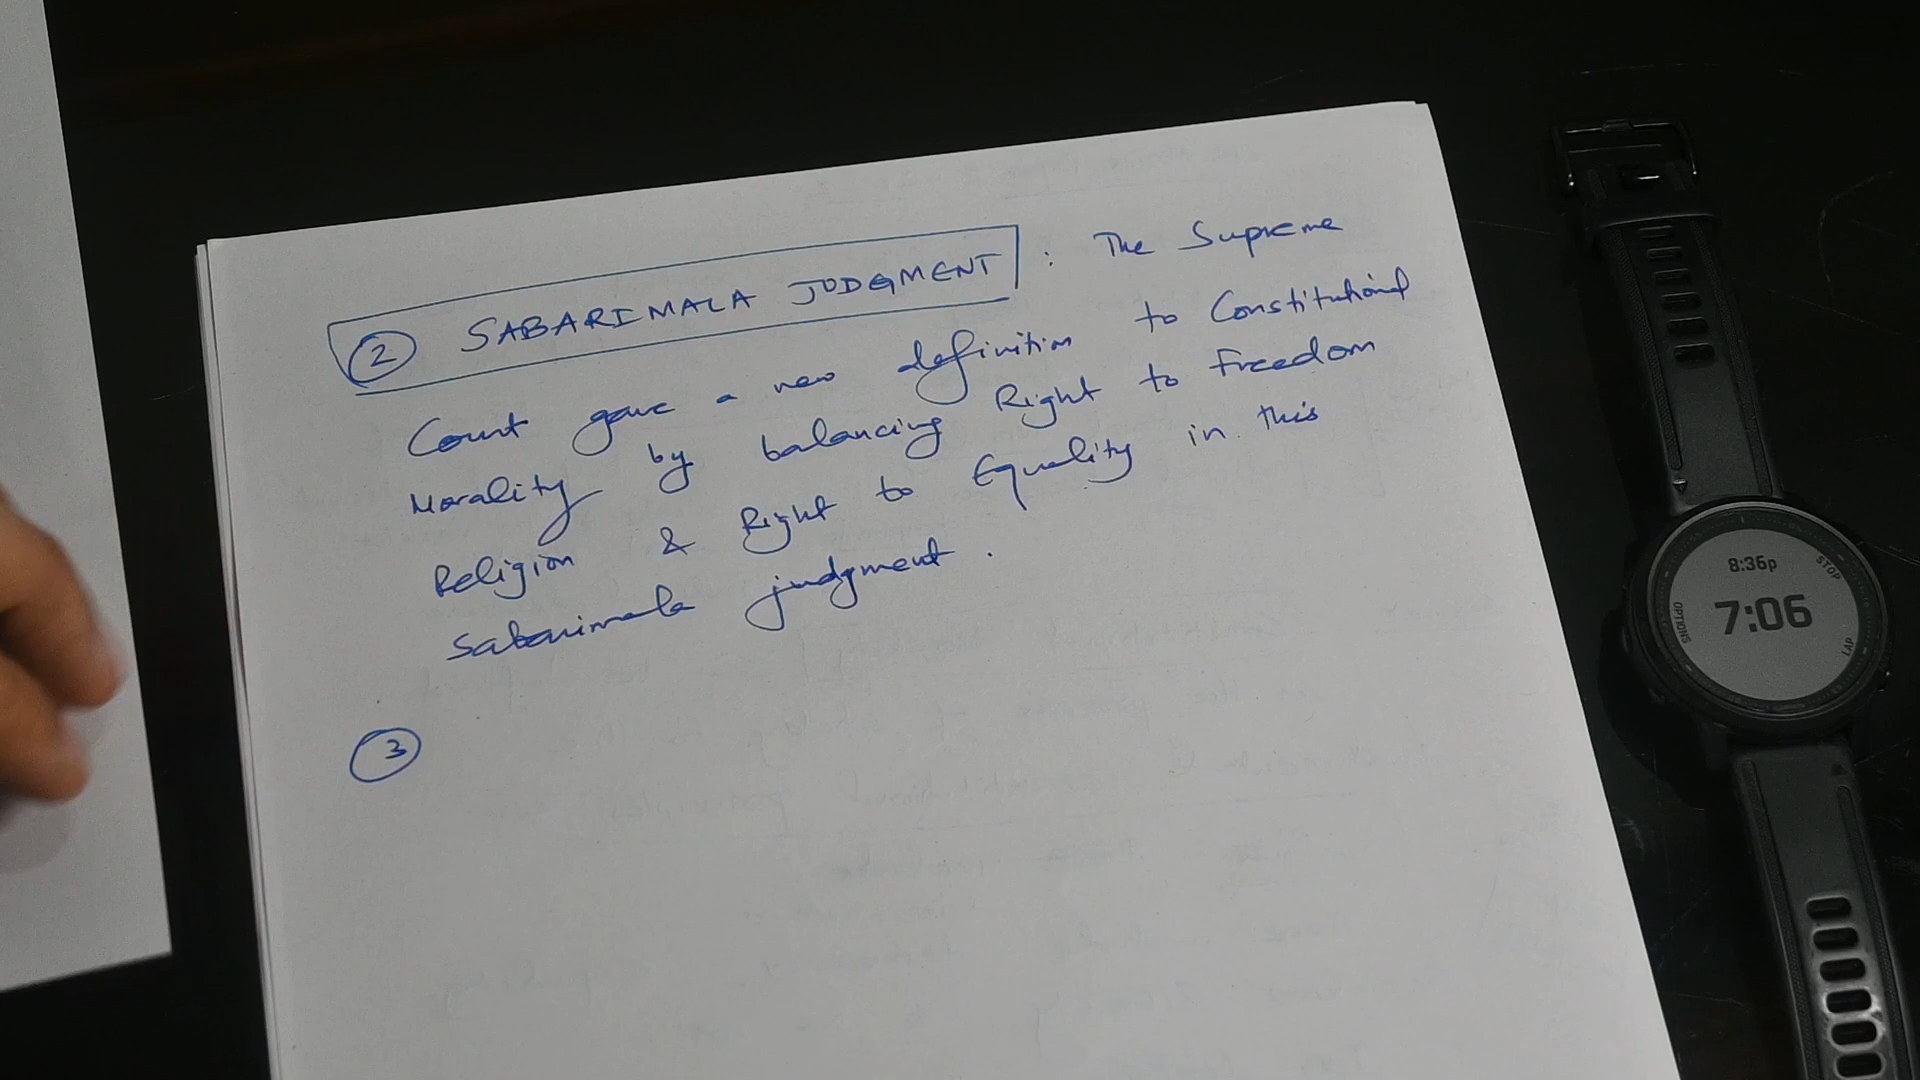 ② SABARIMALA JUDGMENT : The Supreme
Court gave a new definition to Constitutional
Morality by balancing Right to Freedom
Religion & Right to Equality in this
Sabarimala judgment.
③
8:36p
7:06
STOP
OPTIONS
LAP